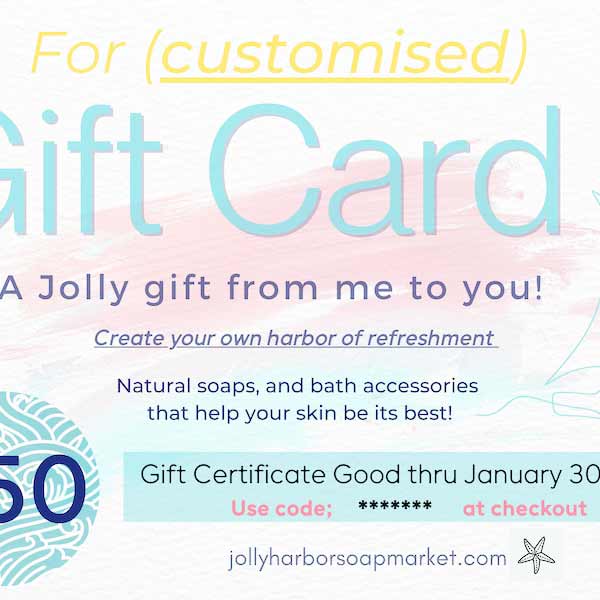 For (customised)
Gift Card
A Jolly gift from me to you!
Create your own harbor of refreshment
Natural soaps, and bath accessories
that help your skin be its best!
50
Gift Certificate Good thru January 30
Use code; ******* at checkout
jollyharborsoapmarket.com